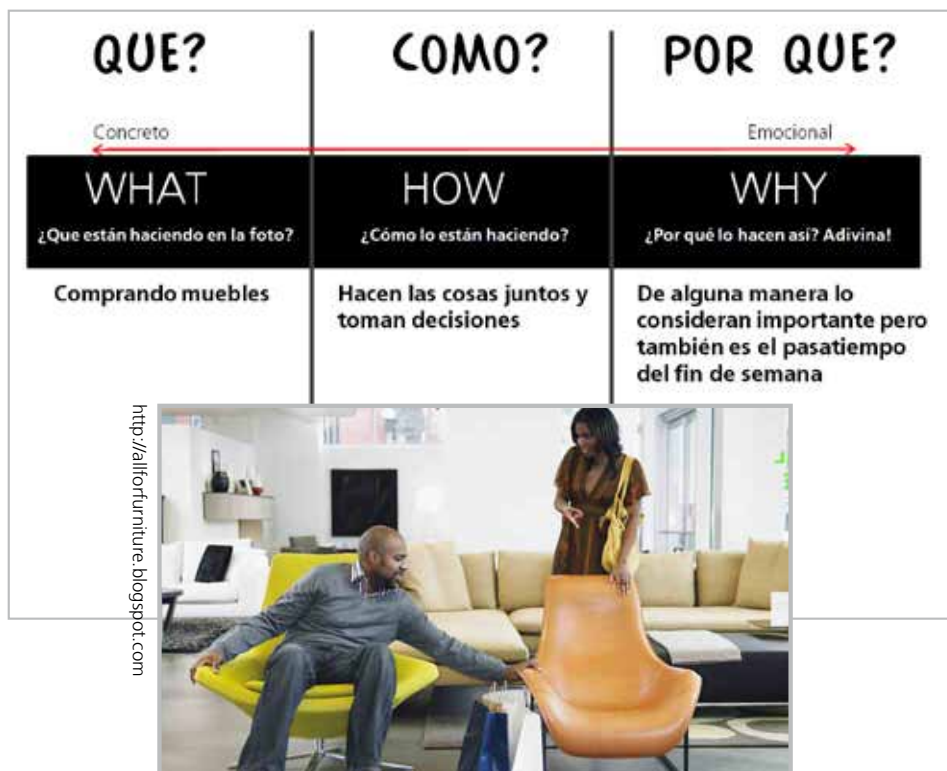 QUE?
COMO?
POR QUE?
Concreto
Emocional
WHAT
HOW
WHY
¿Que están haciendo en la foto?
¿Cómo lo están haciendo?
¿Por qué lo hacen así? Adivina!
Comprando muebles
Hacen las cosas juntos y
toman decisiones
De alguna manera lo
consideran importante pero
también es el pasatiempo
del fin de semana
http://allforfurniture.blogspot.com